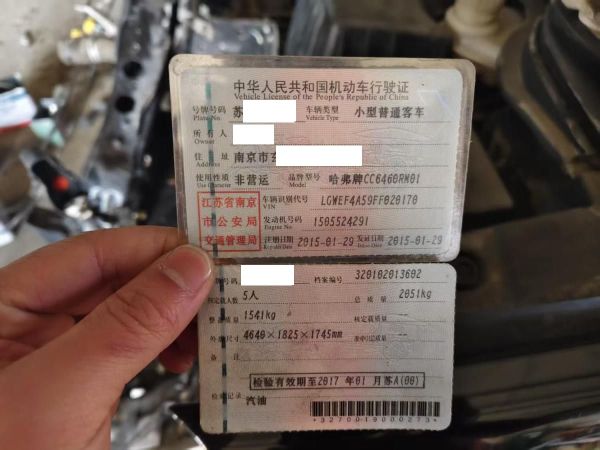 中华人民共和国机动车行驶证
Vehicle License of the People's Republic of China
号牌号码 苏 车辆类型 小型普通客车
Plate No. Vehicle Type
所有人
Owner
住址 南京市玄
Address
使用性质 非营运 品牌型号 哈弗牌CC6460RM01
Use Character Model
江苏省南京市公安局交通管理局
车辆识别代号 LGWEF4A59FF020170
VIN
发动机号码 1505524291
Engine No.
注册日期 2015-01-29 发证日期 2015-01-29
Register Date Issue Date
号牌号码 档案编号 320102013602
核定载人数 5人 总质量 2051kg
整备质量 1541kg 核定载质量 --
外廓尺寸 4640×1825×1745mm 准牵引总质量 --
备注
检验有效期至2017年01月苏A(00)
检验记录 汽油
*3270019000273*